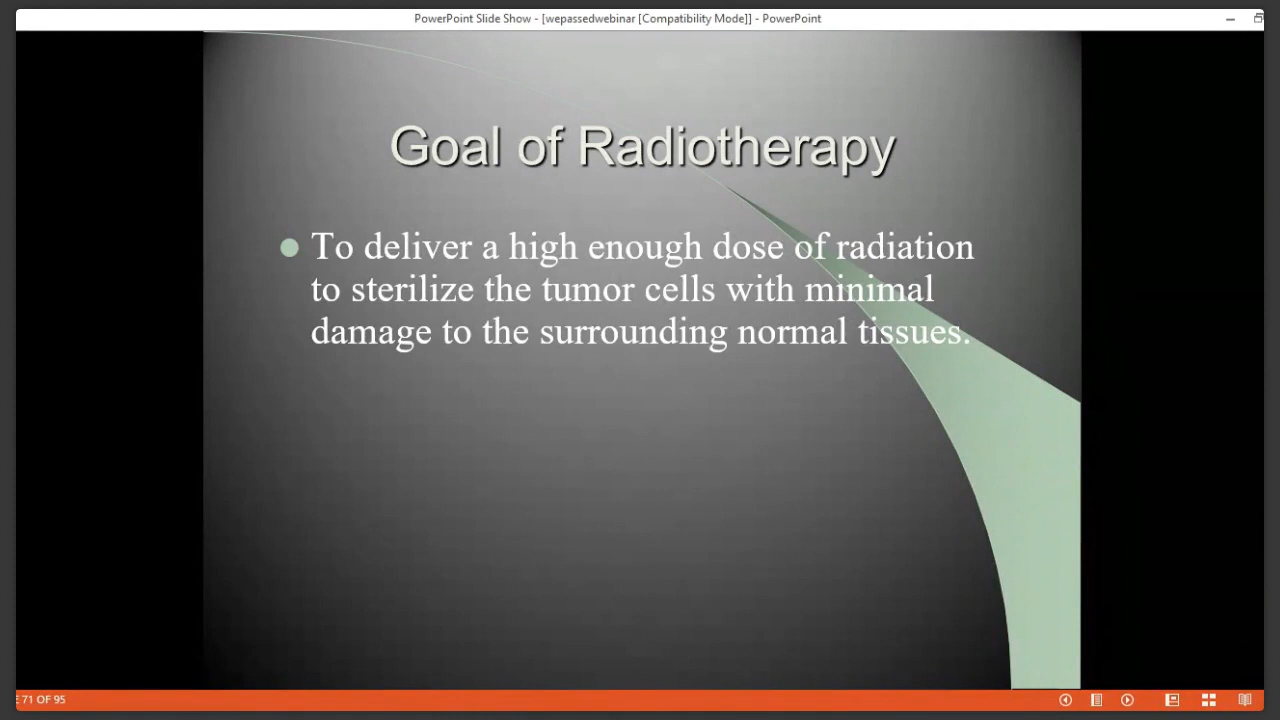 PowerPoint Slide Show - [wepassedwebinar [Compatibility Mode]] - PowerPoint
Goal of Radiotherapy
To deliver a high enough dose of radiation
to sterilize the tumor cells with minimal
damage to the surrounding normal tissues.
E 71 OF 95